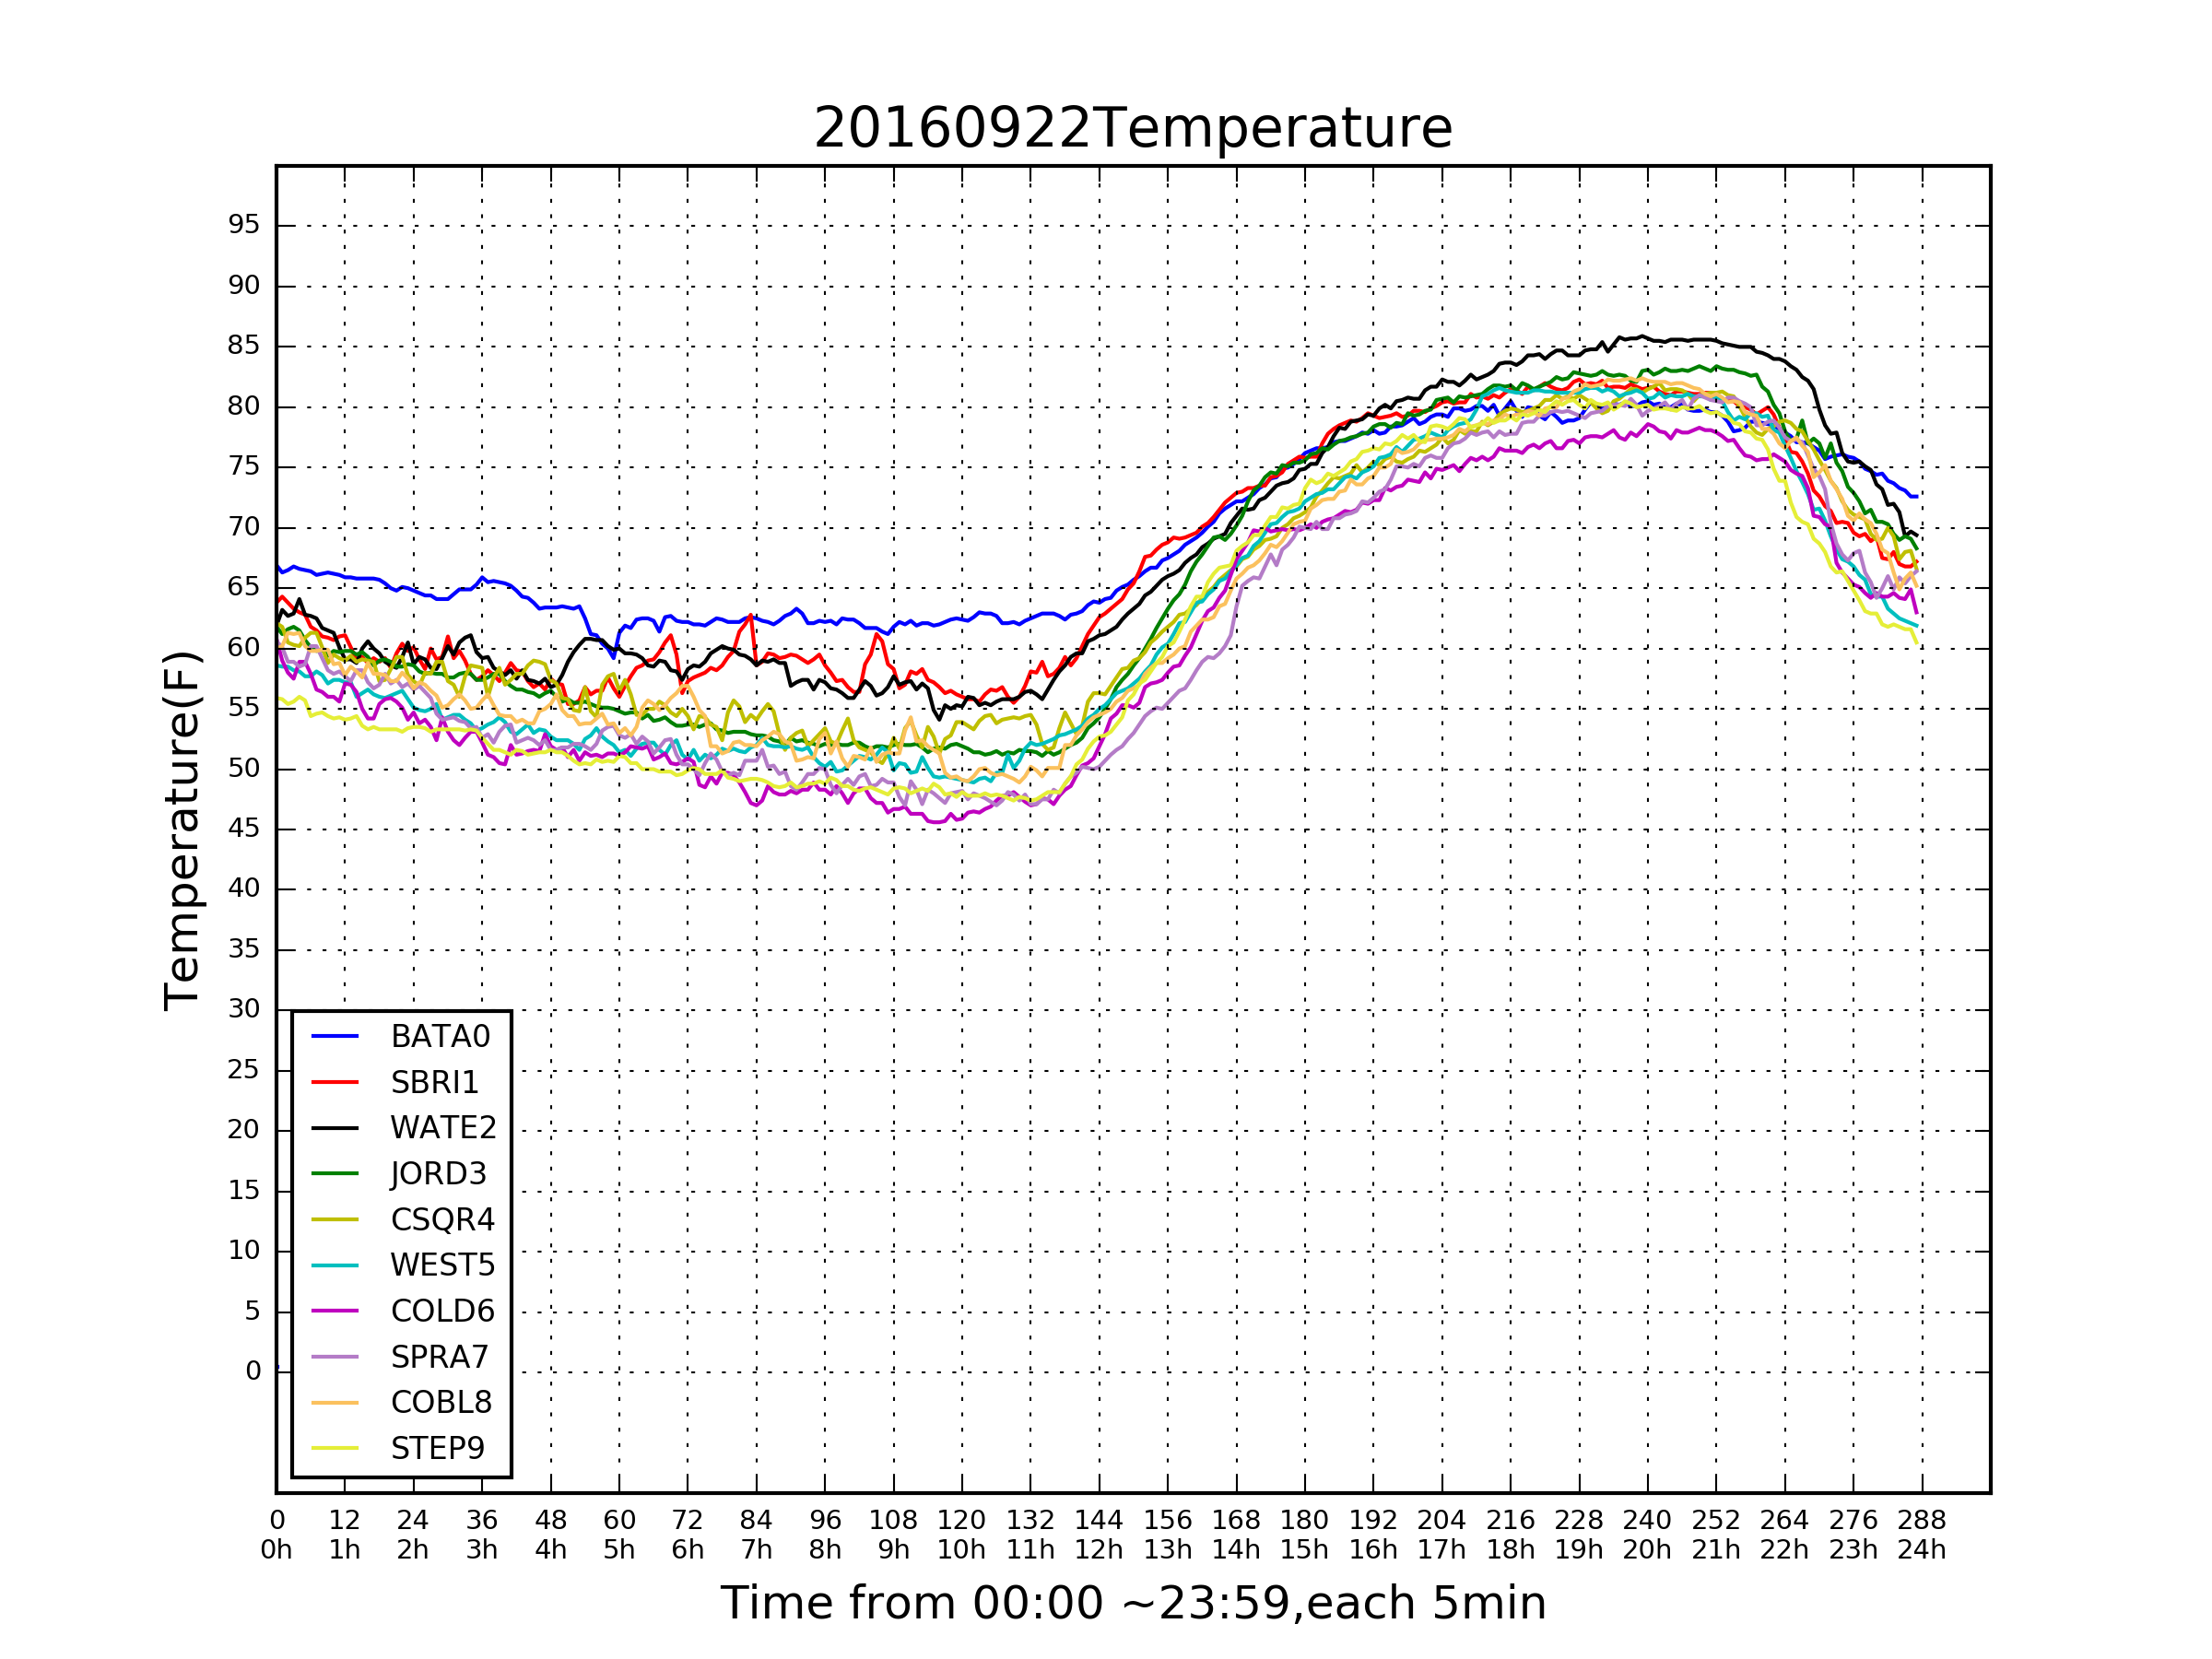 20160922Temperature
Temperature(F)
95
90
85
80
75
70
65
60
55
50
45
40
35
30
25
20
15
10
5
0
BATA0
SBRI1
WATE2
JORD3
CSQR4
WEST5
COLD6
SPRA7
COBL8
STEP9
0 12 24 36 48 60 72 84 96 108 120 132 144 156 168 180 192 204 216 228 240 252 264 276 288
0h 1h 2h 3h 4h 5h 6h 7h 8h 9h 10h 11h 12h 13h 14h 15h 16h 17h 18h 19h 20h 21h 22h 23h 24h
Time from 00:00 ~23:59,each 5min